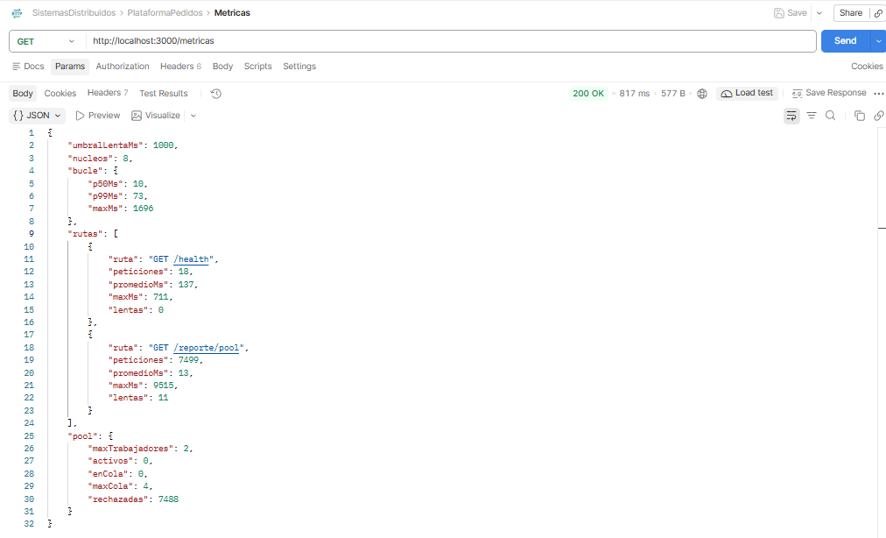 SistemasDistribuidos > PlataformaPedidos > Metricas
Save
Share
GET
http://localhost:3000/metricas
Send
Docs Params Authorization Headers 6 Body Scripts Settings
Cookies
Body Cookies Headers 7 Test Results
200 OK • 817 ms • 577 B
Load test
Save Response
{ } JSON
Preview
Visualize
1 {
2 "umbralLentaMs": 1000,
3 "nucleos": 8,
4 "bucle": {
5 "p50Ms": 10,
6 "p99Ms": 73,
7 "maxMs": 1696
8 },
9 "rutas": [
10 {
11 "ruta": "GET /health",
12 "peticiones": 18,
13 "promedioMs": 137,
14 "maxMs": 711,
15 "lentas": 0
16 },
17 {
18 "ruta": "GET /reporte/pool",
19 "peticiones": 7499,
20 "promedioMs": 13,
21 "maxMs": 9515,
22 "lentas": 11
23 }
24 ],
25 "pool": {
26 "maxTrabajadores": 2,
27 "activos": 0,
28 "enCola": 0,
29 "maxCola": 4,
30 "rechazadas": 7488
31 }
32 }